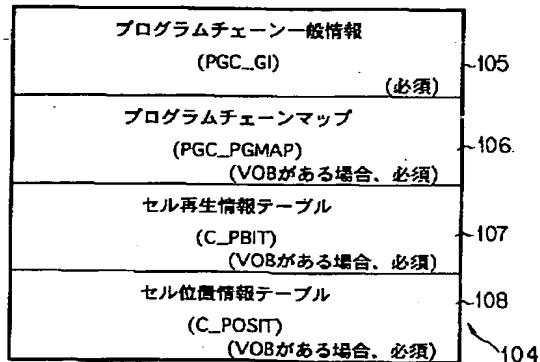 プログラムチェーン一般情報
(PGC_GI)
(必須)
105
プログラムチェーンマップ
(PGC_PGMAP)
(VOBがある場合、必須)
106
セル再生情報テーブル
(C_PBIT)
(VOBがある場合、必須)
107
セル位置情報テーブル
(C_POSIT)
(VOBがある場合、必須)
108
104